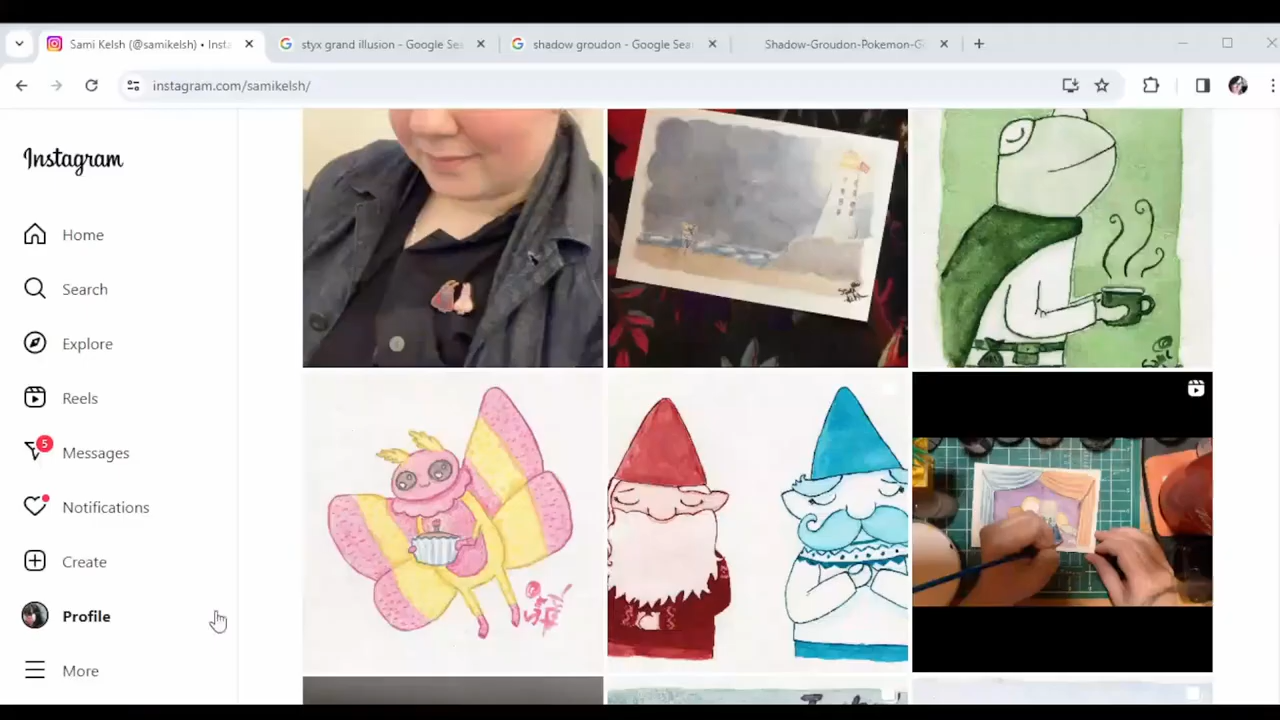 Sami Kelsh (@samikelsh) • Insta
styx grand illusion - Google Sea
shadow groudon - Google Sea
Shadow-Groudon-Pokemon-G
instagram.com/samikelsh/
Instagram
Home
Search
Explore
Reels
5
Messages
Notifications
Create
Profile
More